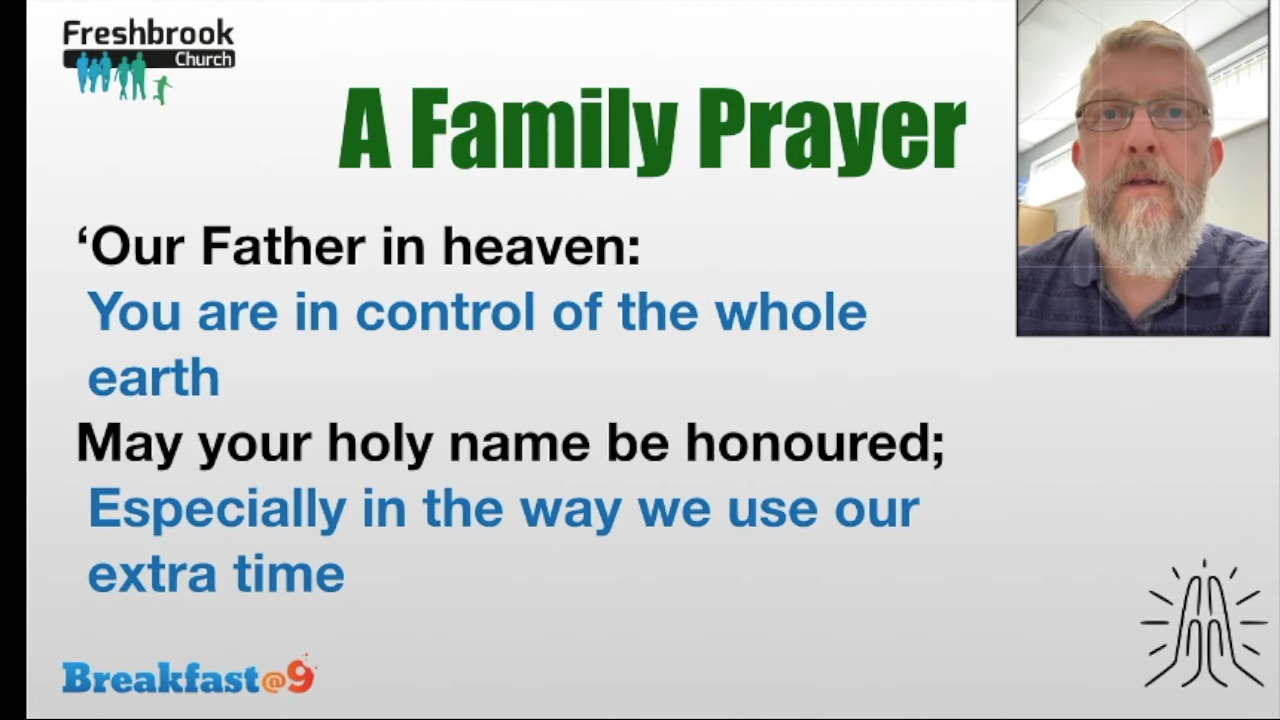 Freshbrook
Church
A Family Prayer
‘Our Father in heaven:
You are in control of the whole
earth
May your holy name be honoured;
Especially in the way we use our
extra time
Breakfast@9